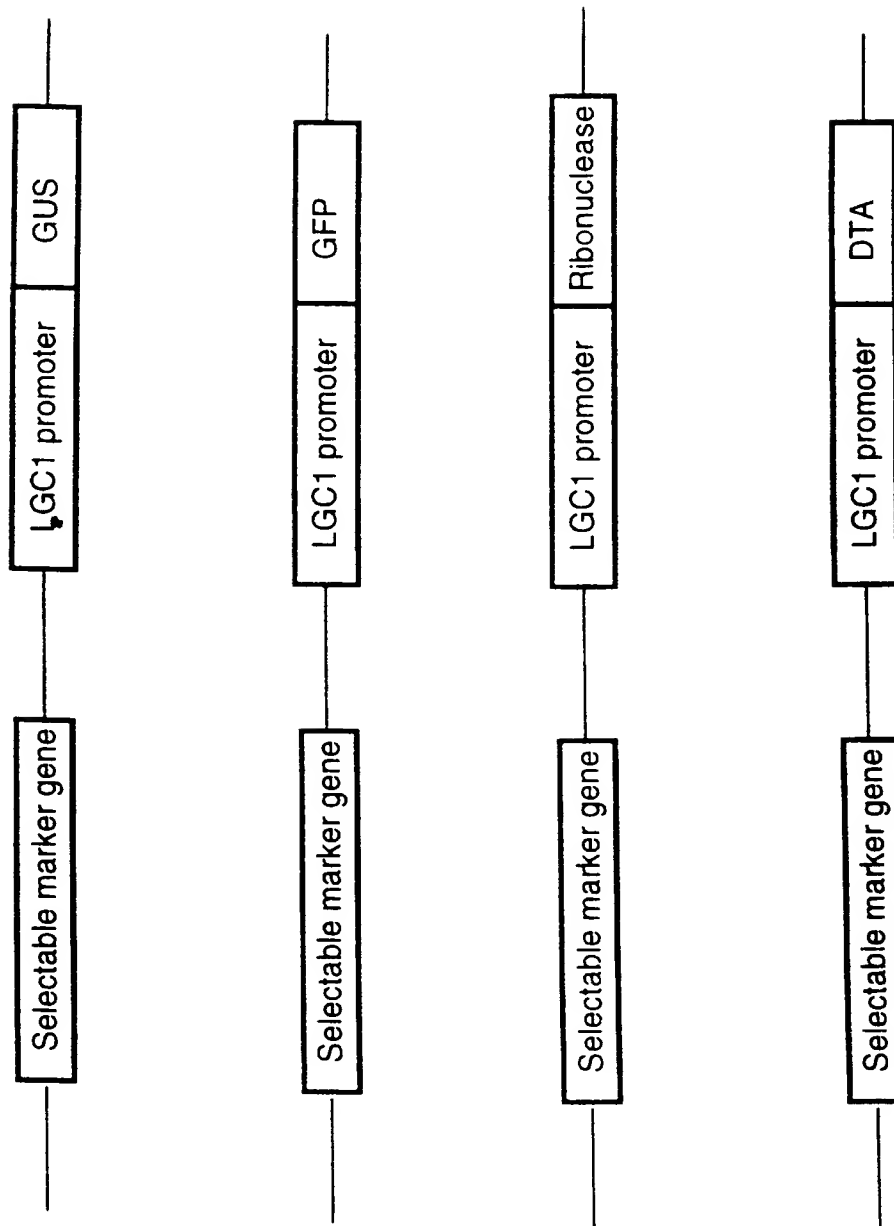 Selectable marker gene LGC1 promoter GUS
Selectable marker gene LGC1 promoter GFP
Selectable marker gene LGC1 promoter Ribonuclease
Selectable marker gene LGC1 promoter DTA